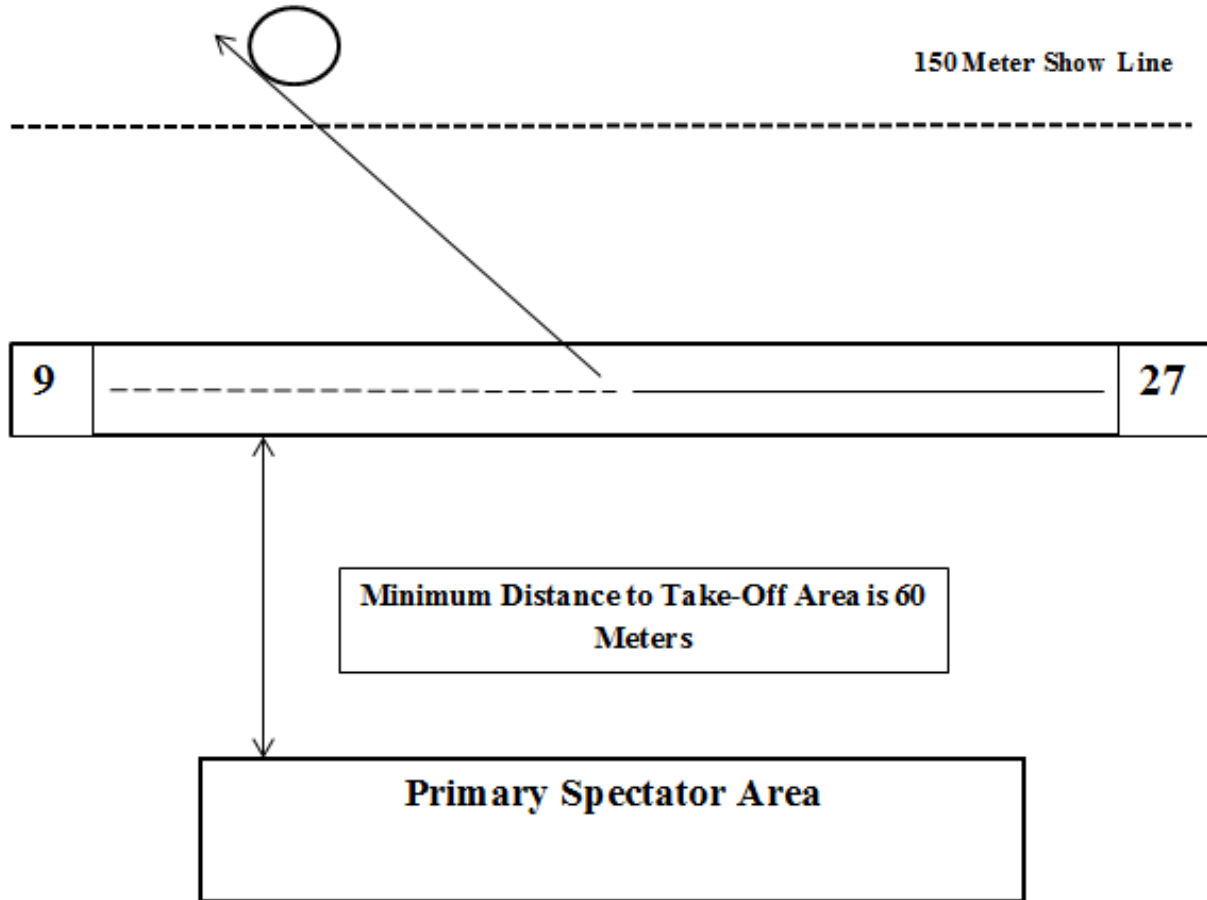 150 Meter Show Line
9
27
Minimum Distance to Take-Off Area is 60
Meters
Primary Spectator Area